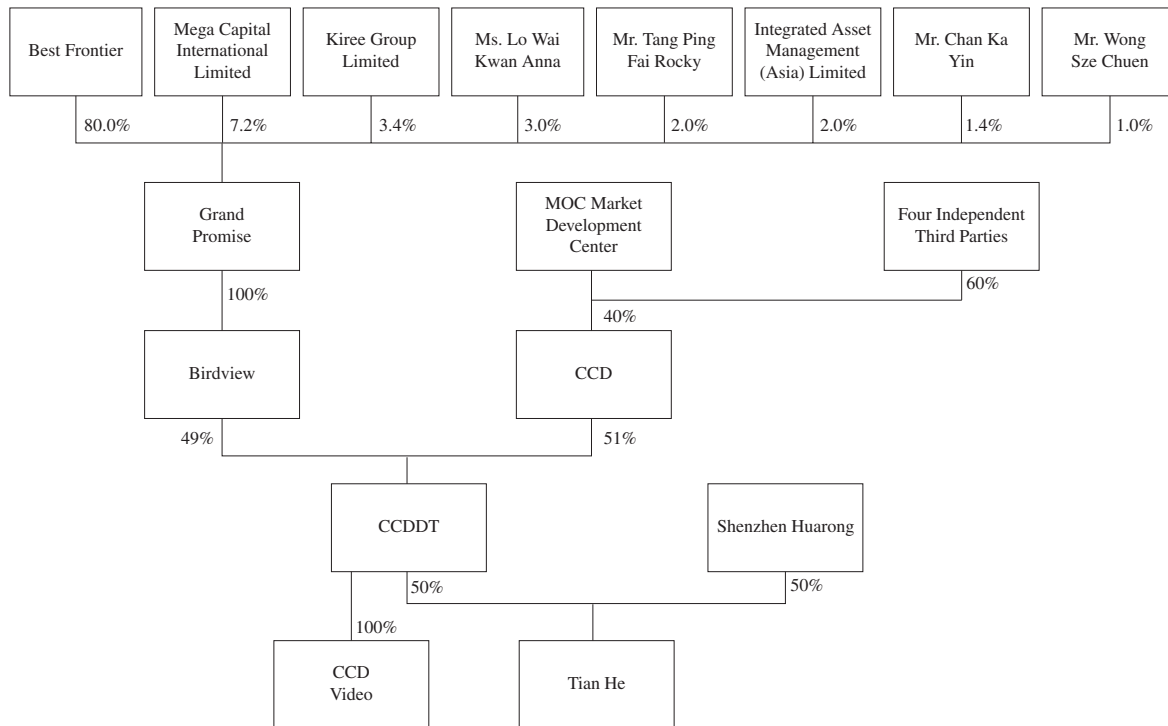 Best Frontier
Mega Capital
International
Limited
Kiree Group
Limited
Ms. Lo Wai
Kwan Anna
Mr. Tang Ping
Fai Rocky
Integrated Asset
Management
(Asia) Limited
Mr. Chan Ka
Yin
Mr. Wong
Sze Chuen
80.0%
7.2%
3.4%
3.0%
2.0%
2.0%
1.4%
1.0%
Grand
Promise
MOC Market
Development
Center
Four Independent
Third Parties
100%
60%
40%
Birdview
CCD
49%
51%
CCDDT
Shenzhen Huarong
50%
50%
100%
CCD
Video
Tian He